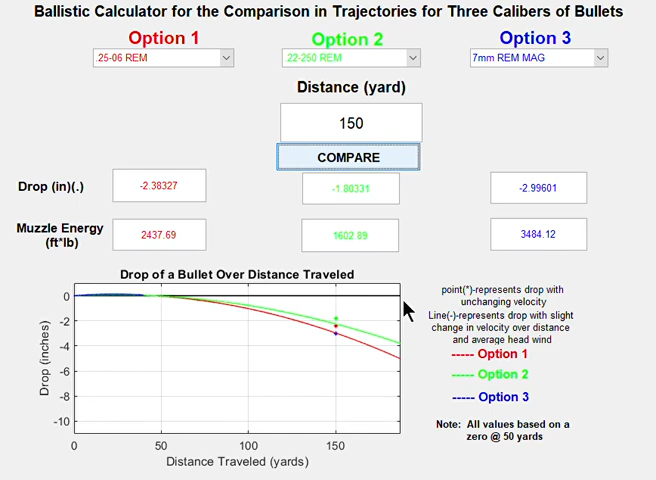 Ballistic Calculator for the Comparison in Trajectories for Three Calibers of Bullets
Option 1 Option 2 Option 3
.25-06 REM 22-250 REM 7mm REM MAG
Distance (yard)
150
COMPARE
Drop (in)(.) -2.38327 -1.80331 -2.99601
Muzzle Energy
(ft*lb) 2437.69 1602.89 3484.12
Drop of a Bullet Over Distance Traveled
0
-2
-4
-6
-8
-10
Drop (inches)
0 50 100 150
Distance Traveled (yards)
point(*)-represents drop with
unchanging velocity
Line(-)-represents drop with slight
change in velocity over distance
and average head wind
----- Option 1
----- Option 2
----- Option 3
Note: All values based on a
zero @ 50 yards